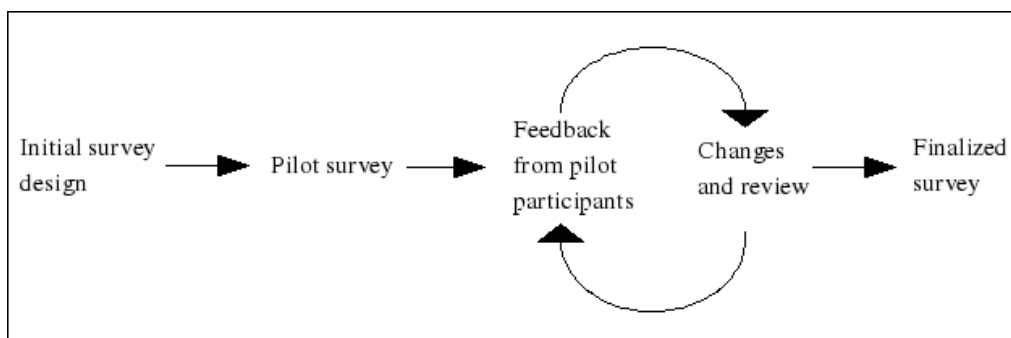 Initial survey
design
Pilot survey
Feedback
from pilot
participants
Changes
and review
Finalized
survey